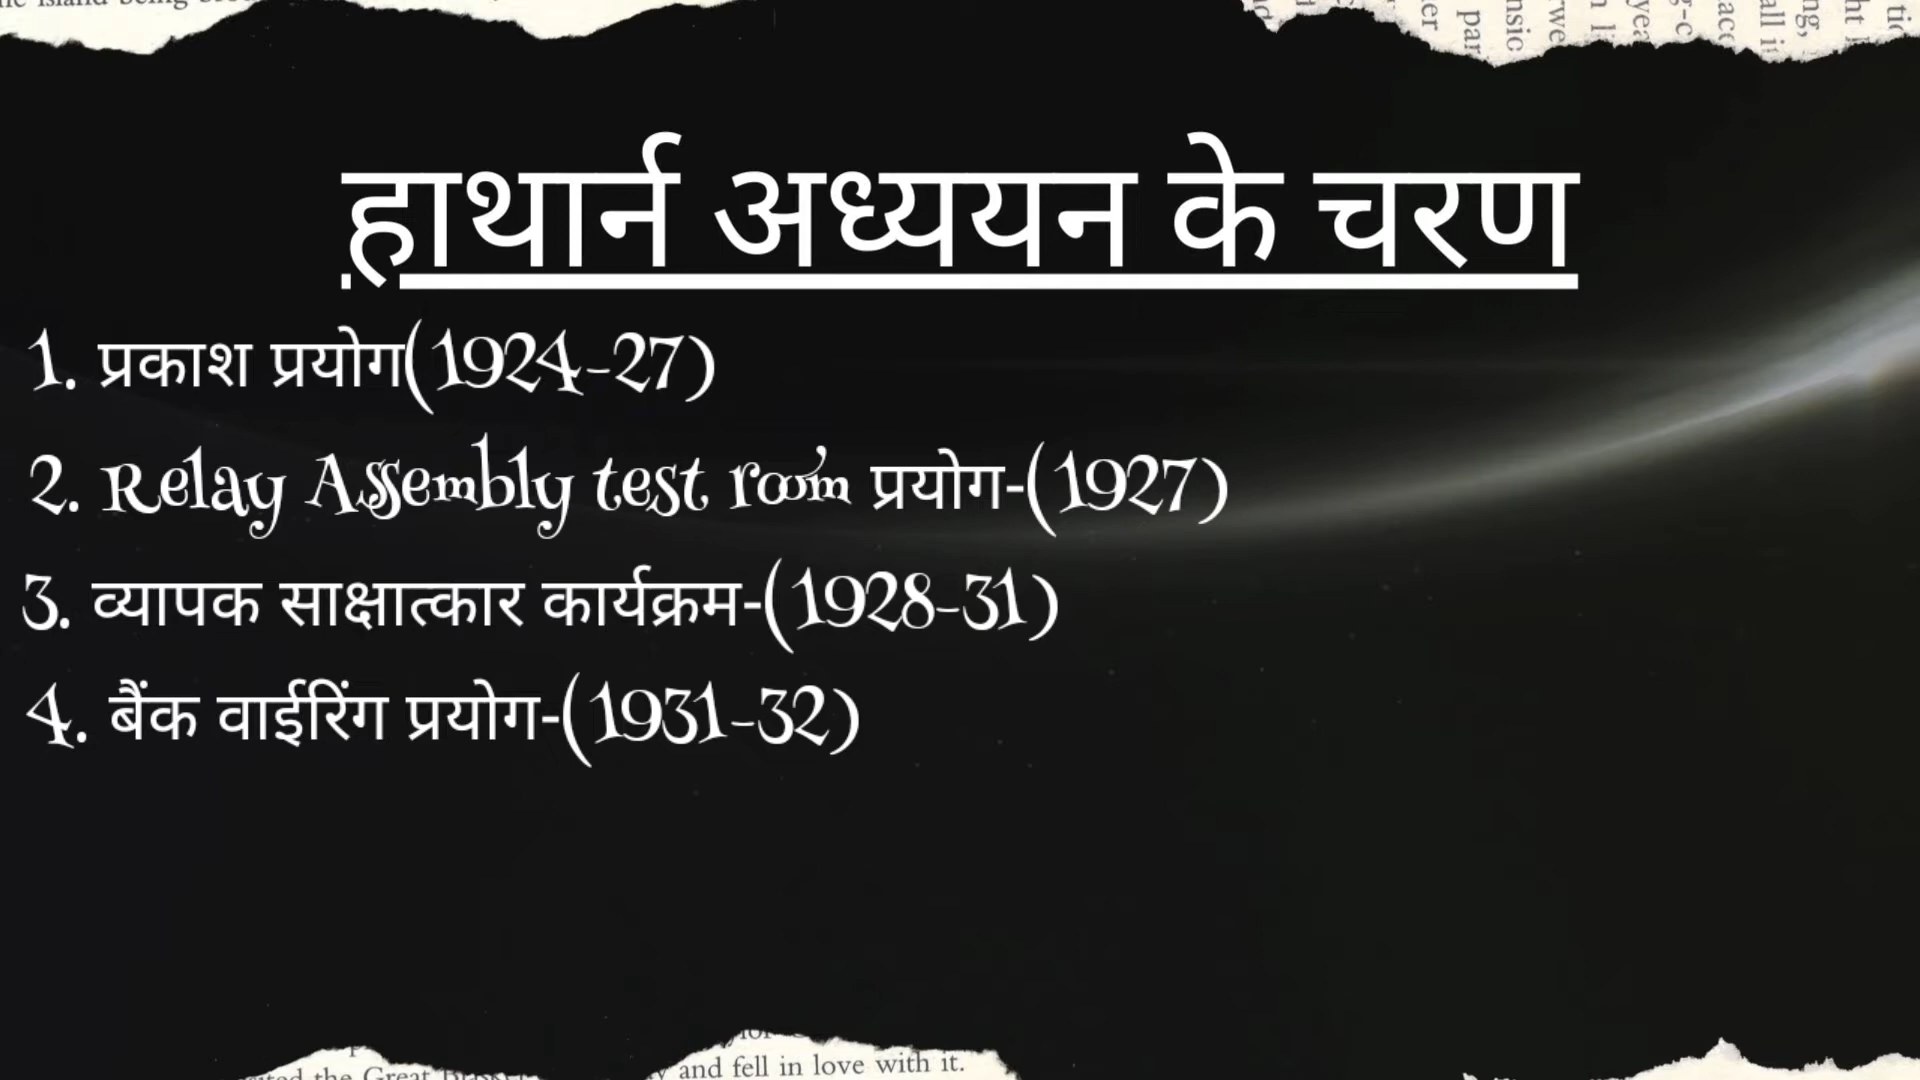 हाथार्न अध्ययन के चरण
1. प्रकाश प्रयोग(1924-27)
2. Relay Assembly test room प्रयोग-(1927)
3. व्यापक साक्षात्कार कार्यक्रम-(1928-31)
4. बैंक वाईरिंग प्रयोग-(1931-32)
and fell in love with it.